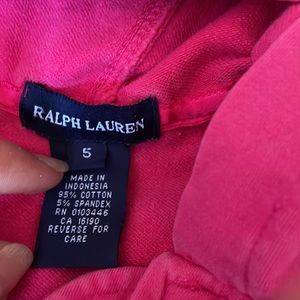 RALPH LAUREN
5
MADE IN
INDONESIA
95% COTTON
5% SPANDEX
RN 0103446
CA 16190
REVERSE FOR
CARE